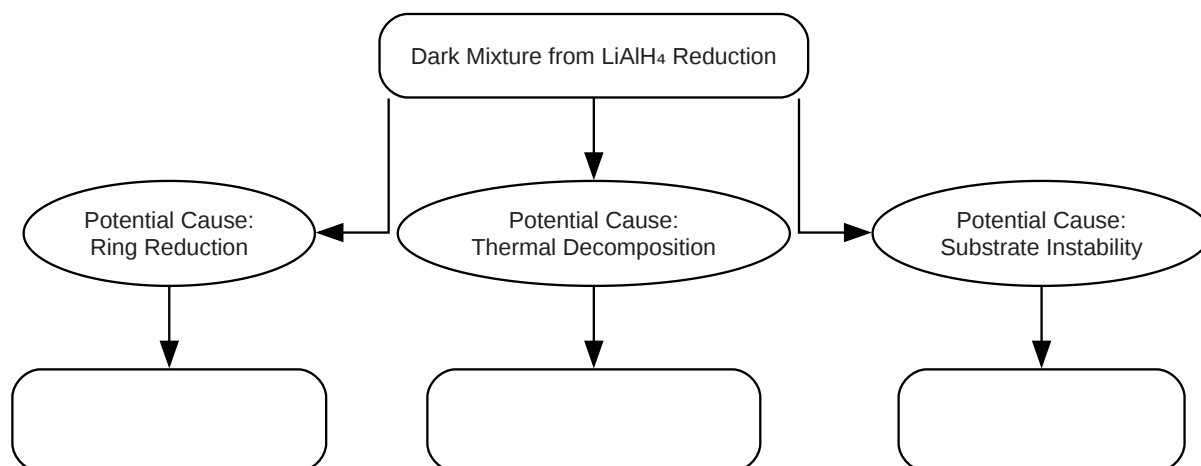 Dark Mixture from LiAlH₄ Reduction
Potential Cause:
Ring Reduction
Potential Cause:
Thermal Decomposition
Potential Cause:
Substrate Instability